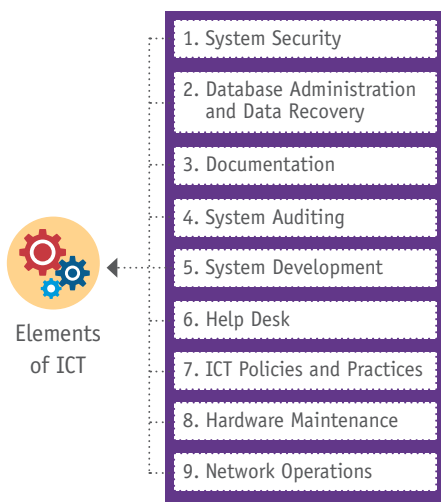 1. System Security
2. Database Administration
and Data Recovery
3. Documentation
4. System Auditing
5. System Development
6. Help Desk
7. ICT Policies and Practices
8. Hardware Maintenance
9. Network Operations
Elements
of ICT